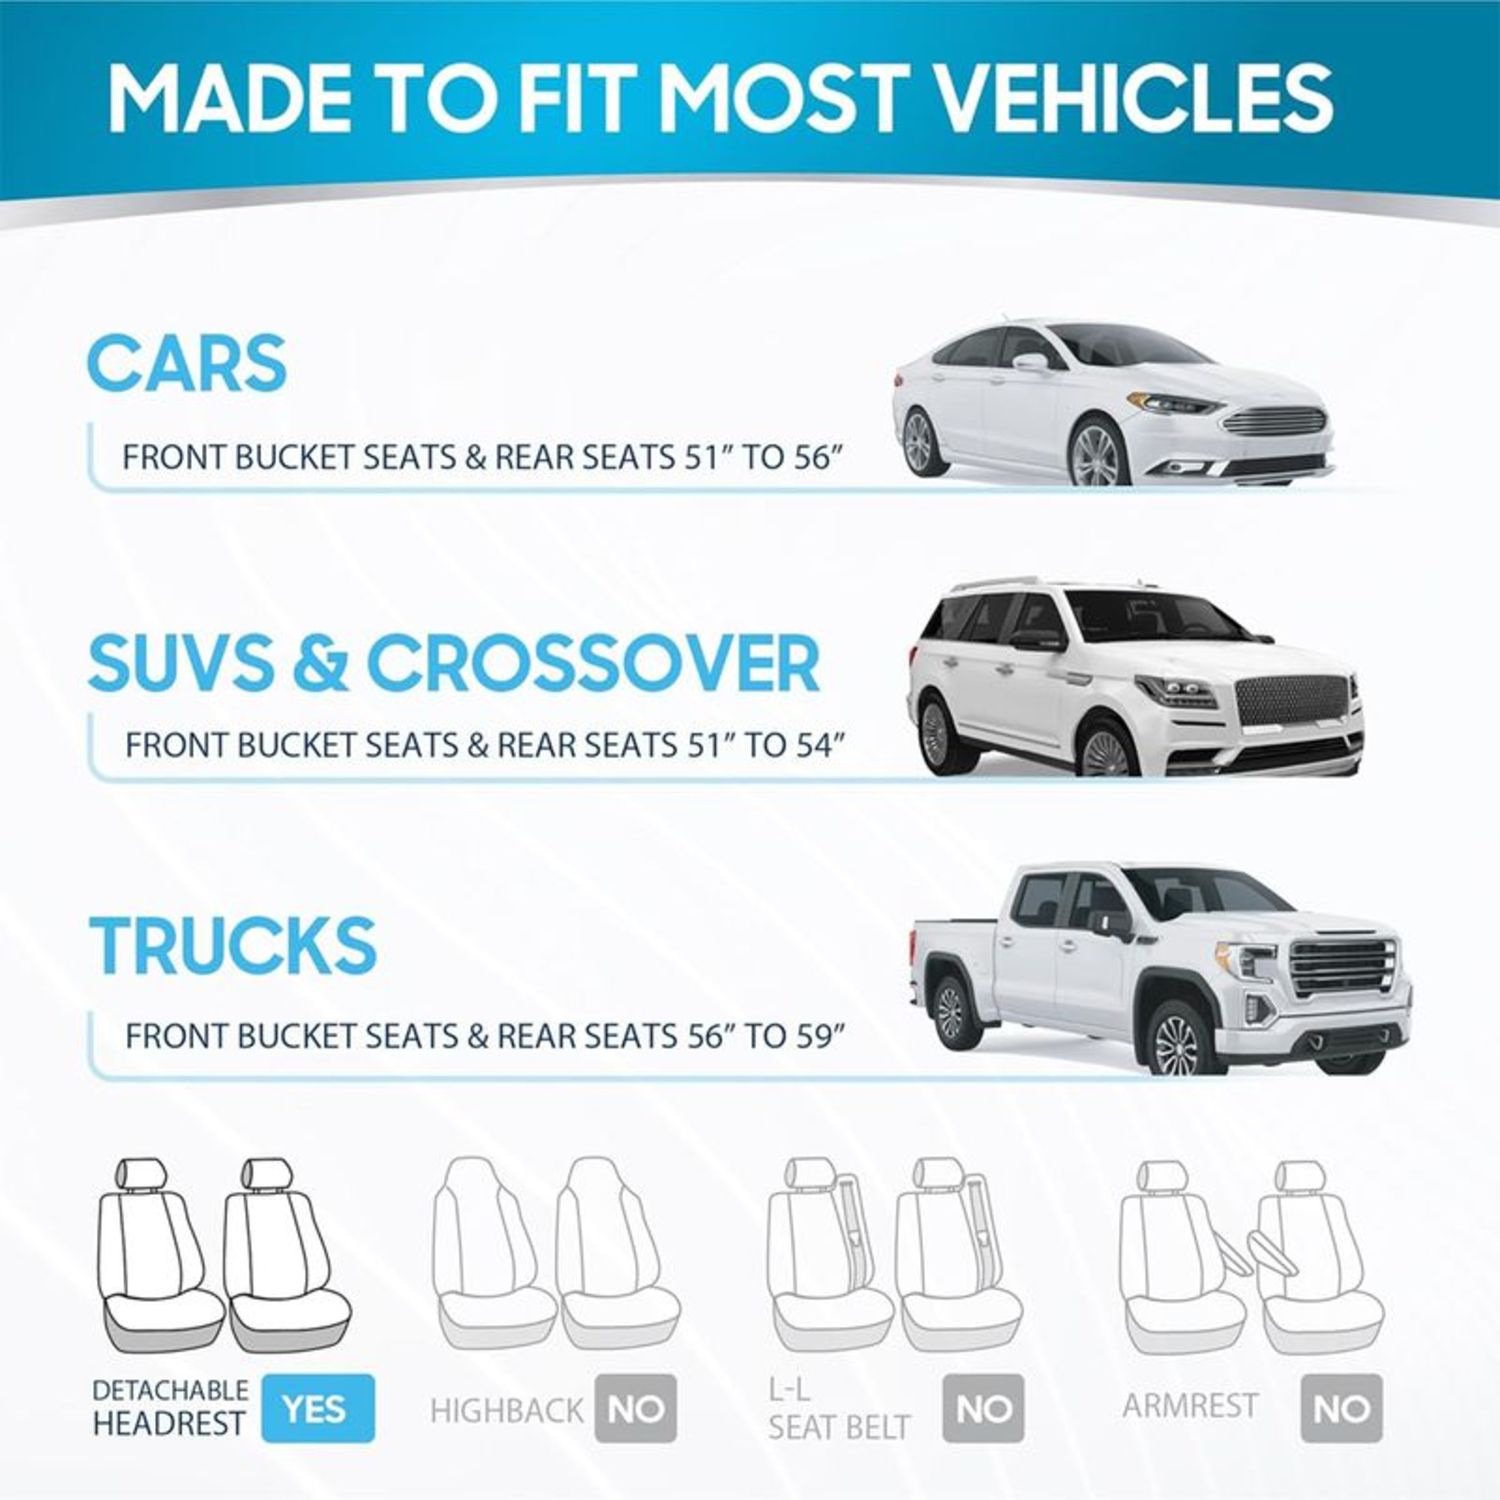 MADE TO FIT MOST VEHICLES
CARS
FRONT BUCKET SEATS & REAR SEATS 51” TO 56”
SUVS & CROSSOVER
FRONT BUCKET SEATS & REAR SEATS 51” TO 54”
TRUCKS
FRONT BUCKET SEATS & REAR SEATS 56” TO 59”
DETACHABLE
HEADREST
YES
HIGHBACK
NO
L-L
SEAT BELT
NO
ARMREST
NO